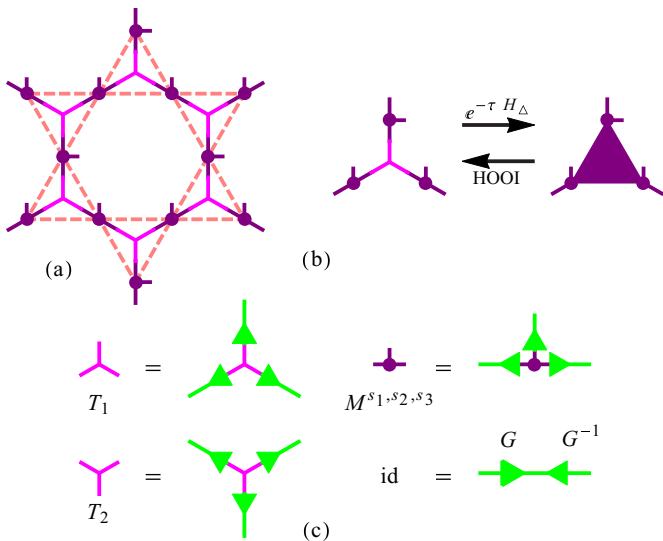 (a)
(b)
e^{-τ H_△}
HOOI
=
T_1
=
M^{s_1,s_2,s_3}
=
T_2
G
G^{-1}
id
=
(c)